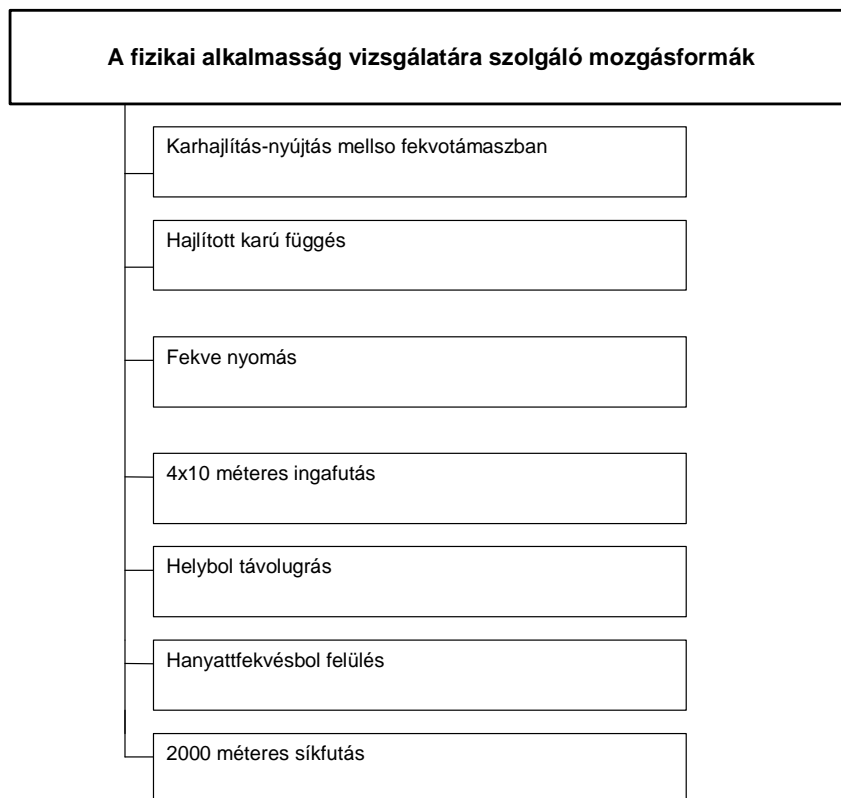 A fizikai alkalmasság vizsgálatára szolgáló mozgásformák
Karhajlítás-nyújtás mellso fekvotámaszban
Hajlított karú függés
Fekve nyomás
4x10 méteres ingafutás
Helybol távolugrás
Hanyattfekvésbol felülés
2000 méteres síkfutás